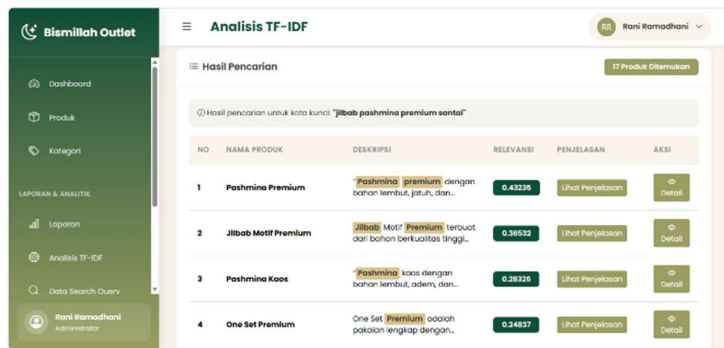 Bismillah Outlet
Analisis TF-IDF
RR Rani Ramadhani
Hasil Pencarian
17 Produk Ditemukan
Dashboard
Produk
Kategori
LAPORAN & ANALITIK
Laporan
Analisis TF-IDF
Data Search Query
Rani Ramadhani
Administrator
Hasil pencarian untuk kata kunci: "jilbab pashmina premium santai"
NO NAMA PRODUK DESKRIPSI RELEVANSI PENJELASAN AKSI
1 Pashmina Premium "Pashmina premium dengan bahan lembut, jatuh, dan... 0.43235 Lihat Penjelasan Detail
2 Jilbab Motif Premium Jilbab Motif Premium terbuat dari bahan berkualitas tinggi... 0.36532 Lihat Penjelasan Detail
3 Pashmina Kaos "Pashmina kaos dengan bahan lembut, adem, dan... 0.28326 Lihat Penjelasan Detail
4 One Set Premium One Set Premium adalah pakaian lengkap dengan... 0.24837 Lihat Penjelasan Detail